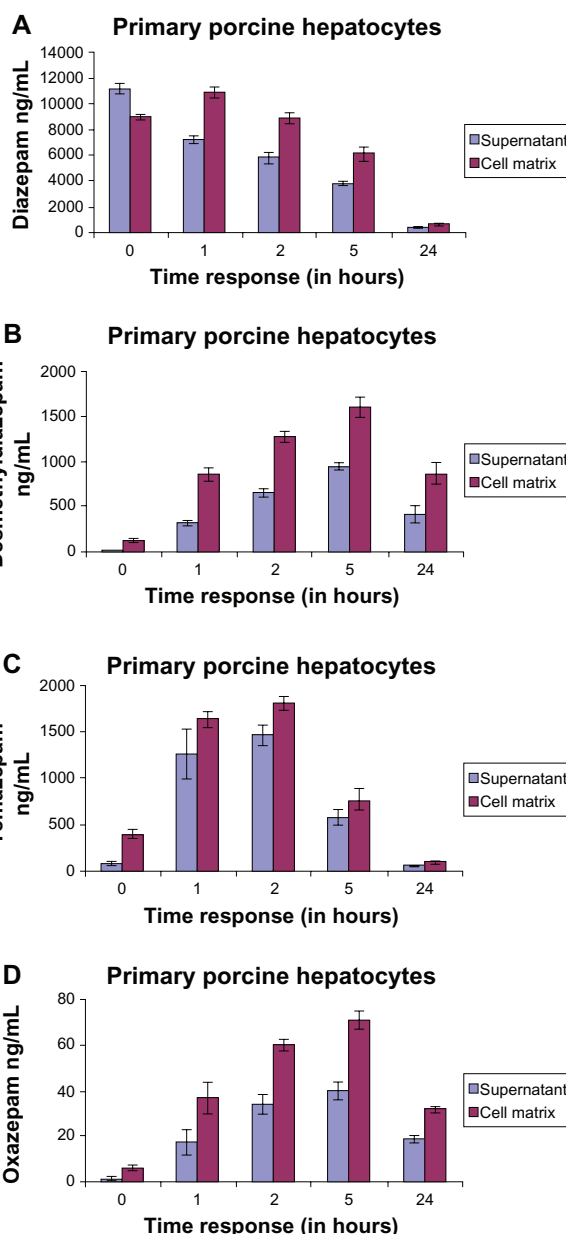 A Primary porcine hepatocytes
Diazepam ng/mL
14000
12000
10000
8000
6000
4000
2000
0
0 1 2 5 24
Time response (in hours)
Supernatant
Cell matrix
B Primary porcine hepatocytes
ng/mL
2000
1500
1000
500
0
0 1 2 5 24
Time response (in hours)
Supernatant
Cell matrix
C Primary porcine hepatocytes
ng/mL
2000
1500
1000
500
0
0 1 2 5 24
Time response (in hours)
Supernatant
Cell matrix
D Primary porcine hepatocytes
Oxazepam ng/mL
80
60
40
20
0
0 1 2 5 24
Time response (in hours)
Supernatant
Cell matrix